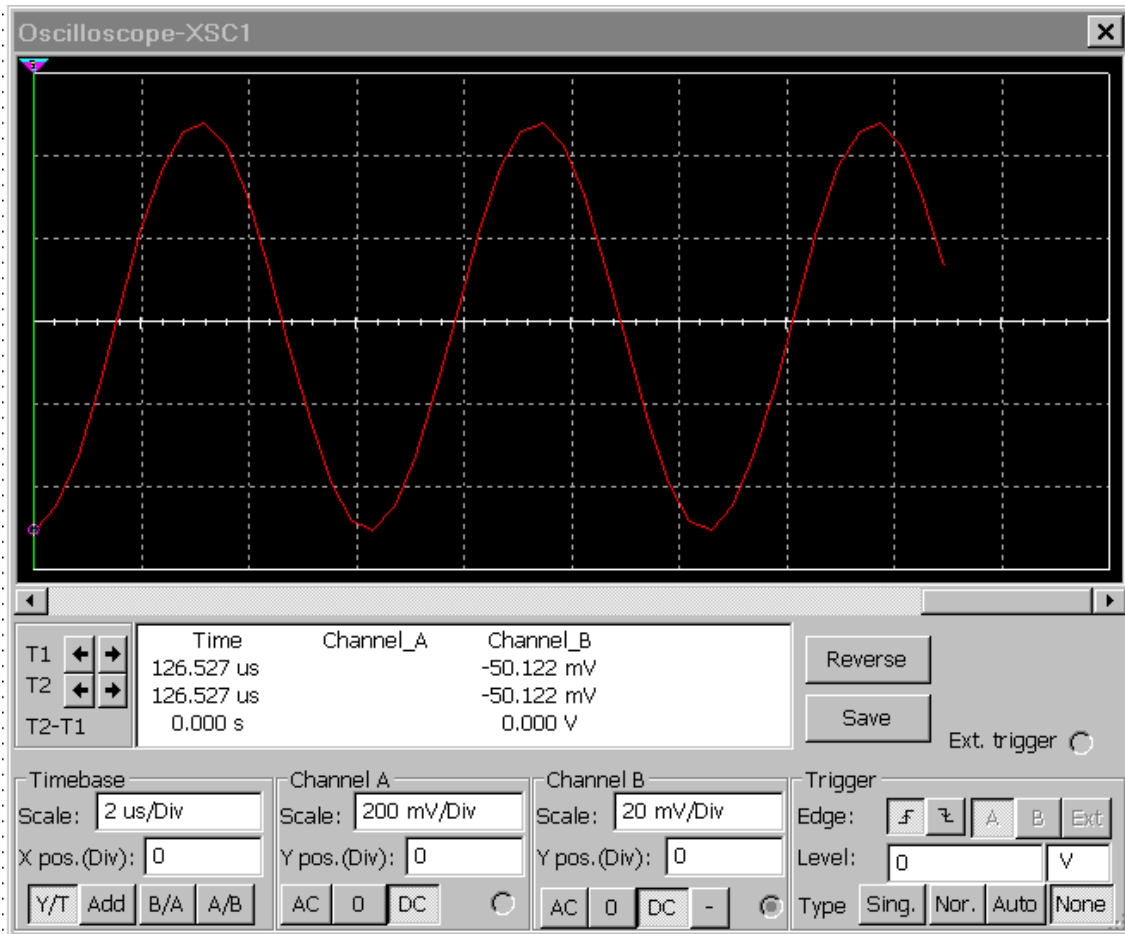 Oscilloscope-XSC1
Time Channel_A Channel_B
T1 126.527 us -50.122 mV
T2 126.527 us -50.122 mV
T2-T1 0.000 s 0.000 V
Reverse
Save
Ext. trigger
Timebase
Scale: 2 us/Div
X pos.(Div): 0
Y/T Add B/A A/B
Channel A
Scale: 200 mV/Div
Y pos.(Div): 0
AC 0 DC
Channel B
Scale: 20 mV/Div
Y pos.(Div): 0
AC 0 DC -
Trigger
Edge: A B Ext
Level: 0 V
Type Sing. Nor. Auto None